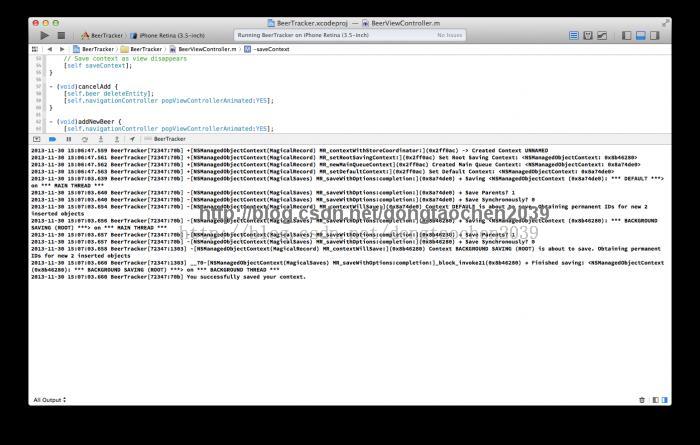 BeerTracker.xcodeproj — BeerViewController.m
BeerTracker iPhone Retina (3.5-inch)
Running BeerTracker on iPhone Retina (3.5-inch)
No Issues
BeerTracker BeerTracker BeerViewController.m -saveContext
// Save context as view disappears
[self saveContext];
}
- (void)cancelAdd {
[self.beer deleteEntity];
[self.navigationController popViewControllerAnimated:YES];
}
- (void)addNewBeer {
[self.navigationController popViewControllerAnimated:YES];
BeerTracker
2013-11-30 15:06:47.559 BeerTracker[72347:70b] +[NSManagedObjectContext(MagicalRecord) MR_contextWithStoreCoordinator:](0x2ff0ac) -> Created Context UNNAMED
2013-11-30 15:06:47.561 BeerTracker[72347:70b] +[NSManagedObjectContext(MagicalRecord) MR_setRootSavingContext:](0x2ff0ac) Set Root Saving Context: <NSManagedObjectContext: 0x8b46280>
2013-11-30 15:06:47.562 BeerTracker[72347:70b] +[NSManagedObjectContext(MagicalRecord) MR_newMainQueueContext](0x2ff0ac) Created Main Queue Context: <NSManagedObjectContext: 0x8a74de0>
2013-11-30 15:06:47.563 BeerTracker[72347:70b] +[NSManagedObjectContext(MagicalRecord) MR_setDefaultContext:](0x2ff0ac) Set Default Context: <NSManagedObjectContext: 0x8a74de0>
2013-11-30 15:07:03.639 BeerTracker[72347:70b] -[NSManagedObjectContext(MagicalSaves) MR_saveWithOptions:completion:](0x8a74de0) → Saving <NSManagedObjectContext (0x8a74de0): *** DEFAULT ***>
on *** MAIN THREAD ***
2013-11-30 15:07:03.640 BeerTracker[72347:70b] -[NSManagedObjectContext(MagicalSaves) MR_saveWithOptions:completion:](0x8a74de0) → Save Parents? 1
2013-11-30 15:07:03.640 BeerTracker[72347:70b] -[NSManagedObjectContext(MagicalSaves) MR_saveWithOptions:completion:](0x8a74de0) → Save Synchronously? 0
2013-11-30 BeerTracker[72347:70b] -[NSManagedObjectContext(MagicalRecord) MR_contextWillSave:](0x8a74de0) Context DEFAULT is about to save. Obtaining permanent IDs for new 2
inserted objects
2013-11-30 15:07:03.656 BeerTracker[72347:70b] -[NSManagedObjectContext(MagicalSaves) MR_saveWithOptions:completion:](0x8b46280) → Saving <NSManagedObjectContext (0x8b46280): *** BACKGROUND
SAVING (ROOT) ***> on *** MAIN THREAD ***
2013-11-30 15:07:03.657 BeerTracker[72347:70b] -[NSManagedObjectContext(MagicalSaves) MR_saveWithOptions:completion:](0x8b46280) → Save Parents? 1
2013-11-30 15:07:03.657 BeerTracker[72347:70b] -[NSManagedObjectContext(MagicalSaves) MR_saveWithOptions:completion:](0x8b46280) → Save Synchronously? 0
2013-11-30 15:07:03.658 BeerTracker[72347:1303] -[NSManagedObjectContext(MagicalRecord) MR_contextWillSave:](0x8b46280) Context BACKGROUND SAVING (ROOT) is about to save. Obtaining permanent
IDs for new 2 inserted objects
2013-11-30 15:07:03.666 BeerTracker[72347:1303] __70-[NSManagedObjectContext(MagicalSaves) MR_saveWithOptions:completion:]_block_invoke21(0x8b46280) → Finished saving: <NSManagedObjectContext
(0x8b46280): *** BACKGROUND SAVING (ROOT) ***> on *** BACKGROUND THREAD ***
2013-11-30 15:07:03.666 BeerTracker[72347:70b] You successfully saved your context.
http://blog.csdn.net/dongtaochen2039
https://blog.csdn.net/dongtaochen2039
All Output